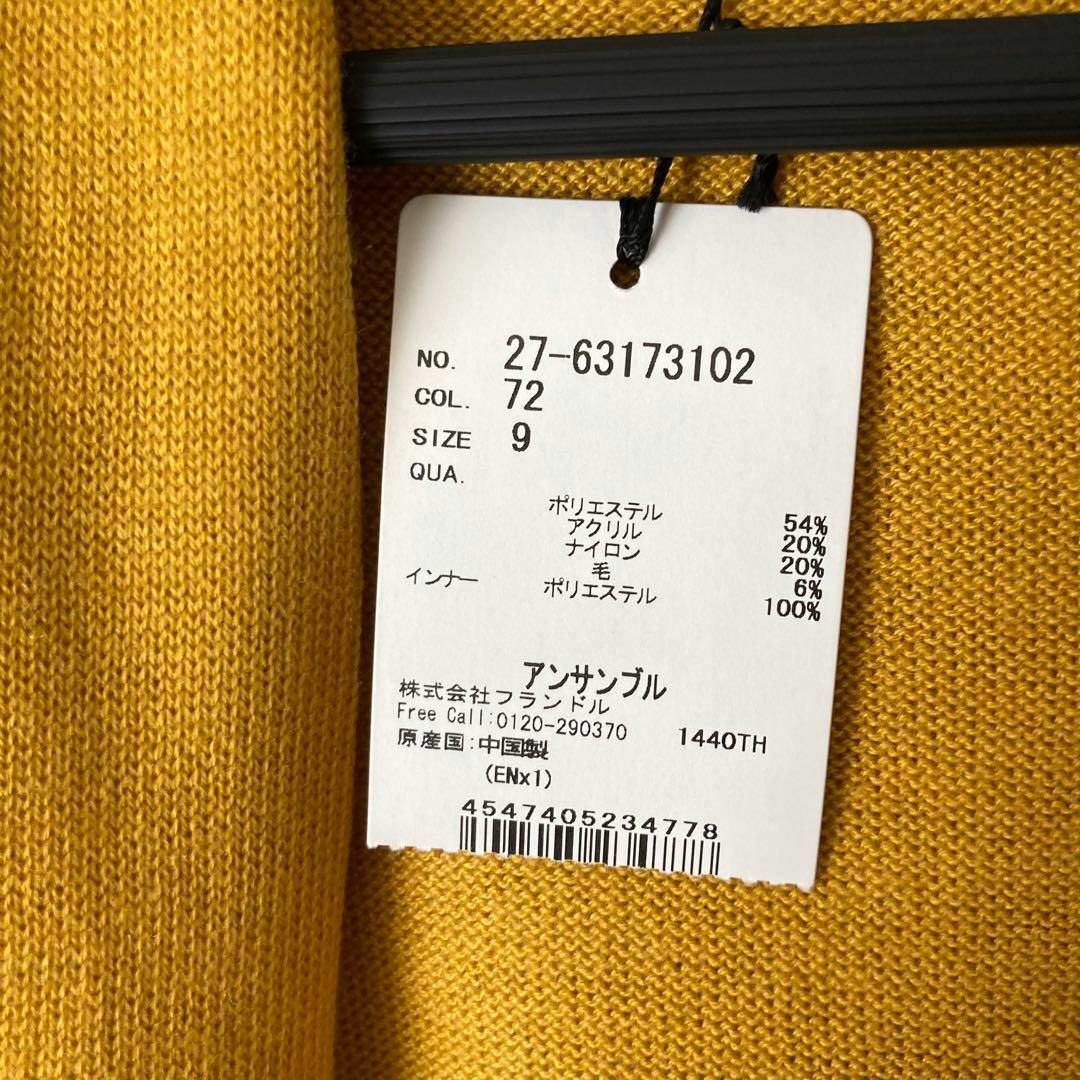 NO. 27-63173102
COL. 72
SIZE 9
QUA.
ポリエステル 54%
アクリル 20%
ナイロン 20%
毛 6%
インナー ポリエステル 100%
アンサンブル
株式会社フランドル
Free Call:0120-290370 1440TH
原産国:中国製
(ENx1)
4547405234778